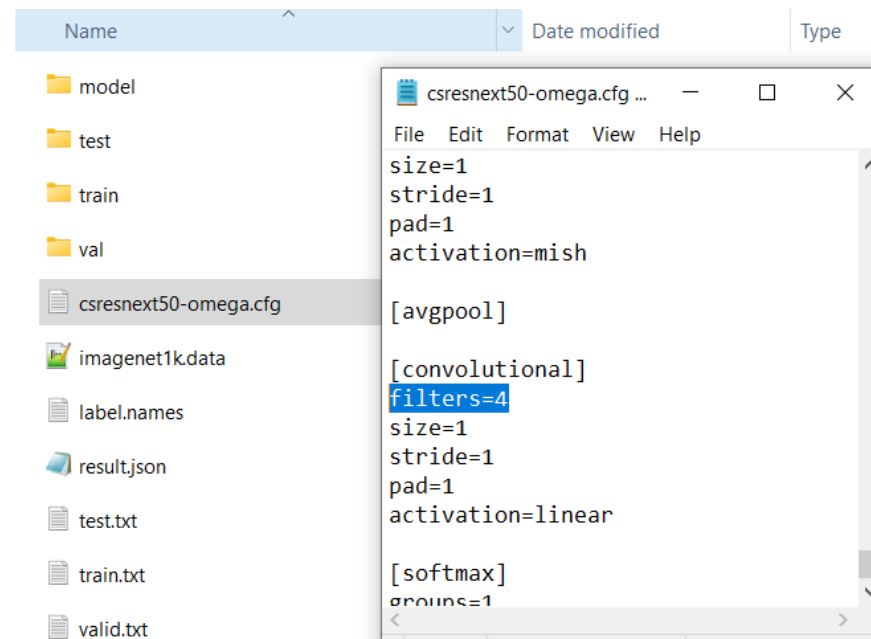 Name Date modified Type
model
test
train
val
csresnext50-omega.cfg
imagenet1k.data
label.names
result.json
test.txt
train.txt
valid.txt
csresnext50-omega.cfg ...
File Edit Format View Help
size=1
stride=1
pad=1
activation=mish
[avgpool]
[convolutional]
filters=4
size=1
stride=1
pad=1
activation=linear
[softmax]
groups=1